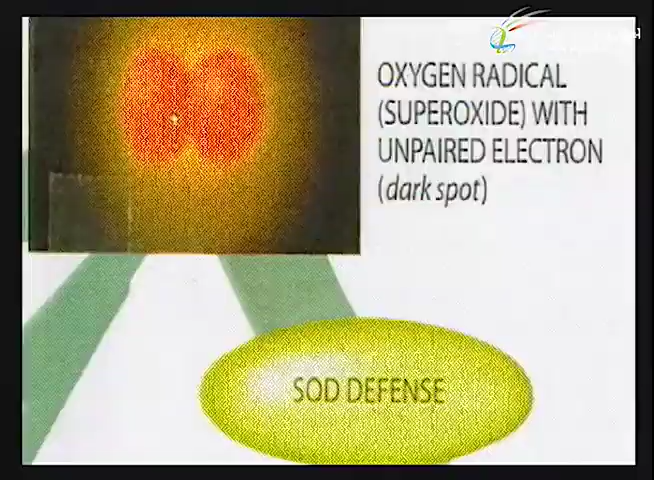 OXYGEN RADICAL
(SUPEROXIDE) WITH
UNPAIRED ELECTRON
(dark spot)
SOD DEFENSE